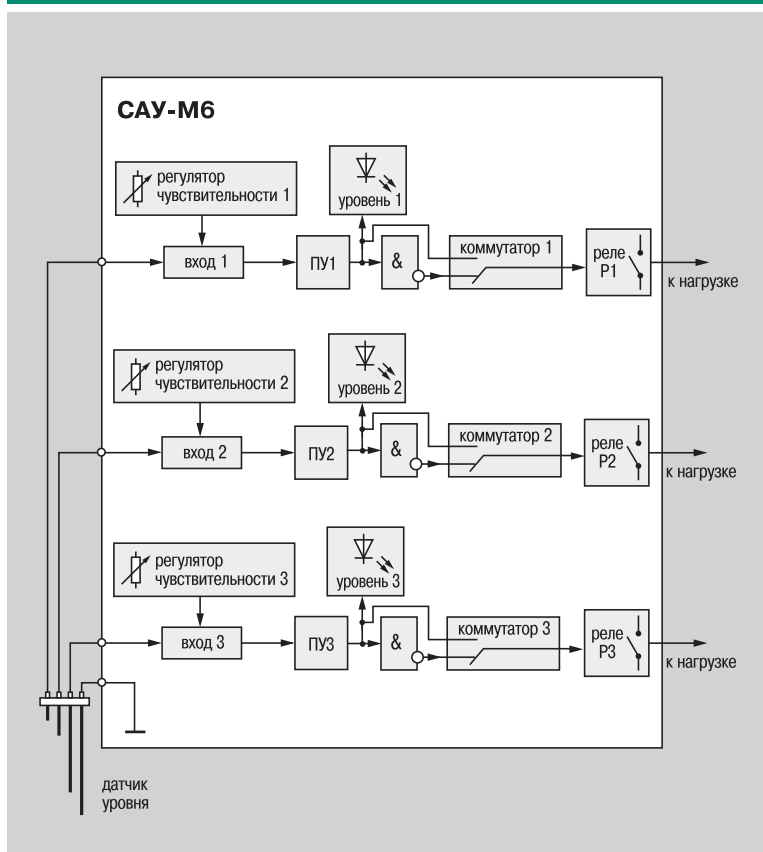 САУ-М6
регулятор
чувствительности 1
уровень 1
вход 1
ПУ1
&
коммутатор 1
реле
Р1
к нагрузке
регулятор
чувствительности 2
уровень 2
вход 2
ПУ2
&
коммутатор 2
реле
Р2
к нагрузке
регулятор
чувствительности 3
уровень 3
вход 3
ПУ3
&
коммутатор 3
реле
Р3
к нагрузке
датчик
уровня